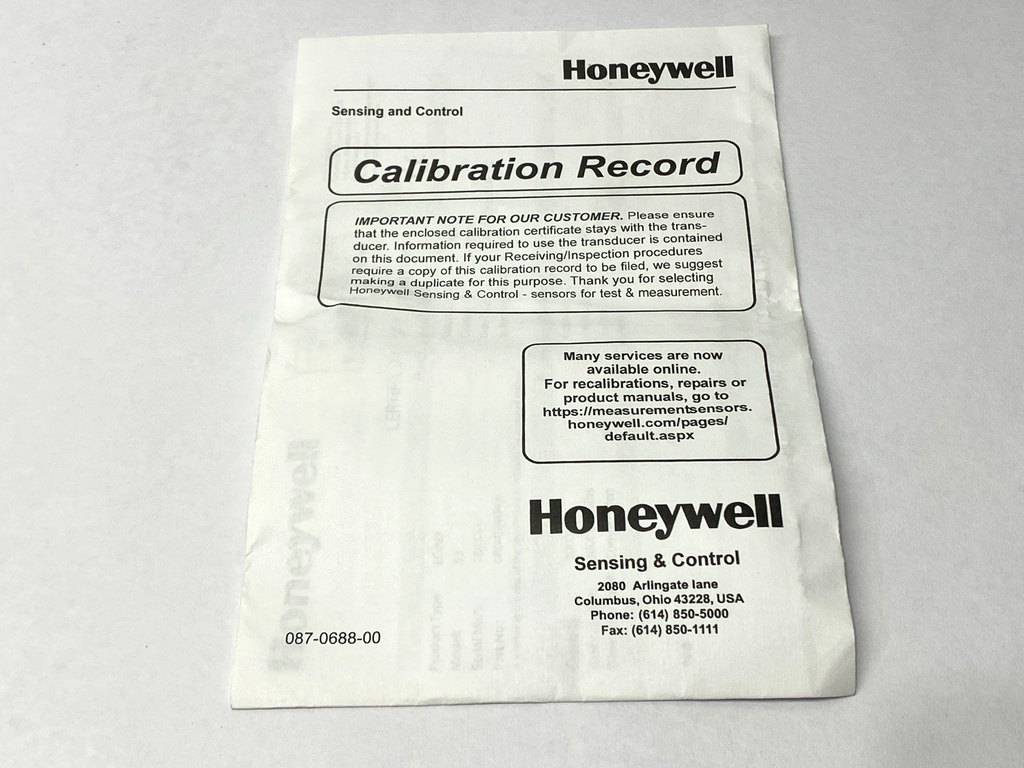 Honeywell
Sensing and Control
Calibration Record
IMPORTANT NOTE FOR OUR CUSTOMER. Please ensure
that the enclosed calibration certificate stays with the trans-
ducer. Information required to use the transducer is contained
on this document. If your Receiving/Inspection procedures
require a copy of this calibration record to be filed, we suggest
making a duplicate for this purpose. Thank you for selecting
Honeywell Sensing & Control - sensors for test & measurement.
Many services are now
available online.
For recalibrations, repairs or
product manuals, go to
https://measurementsensors.
honeywell.com/pages/
default.aspx
Honeywell
Sensing & Control
2080 Arlingate lane
Columbus, Ohio 43228, USA
Phone: (614) 850-5000
Fax: (614) 850-1111
087-0688-00
Honeywell